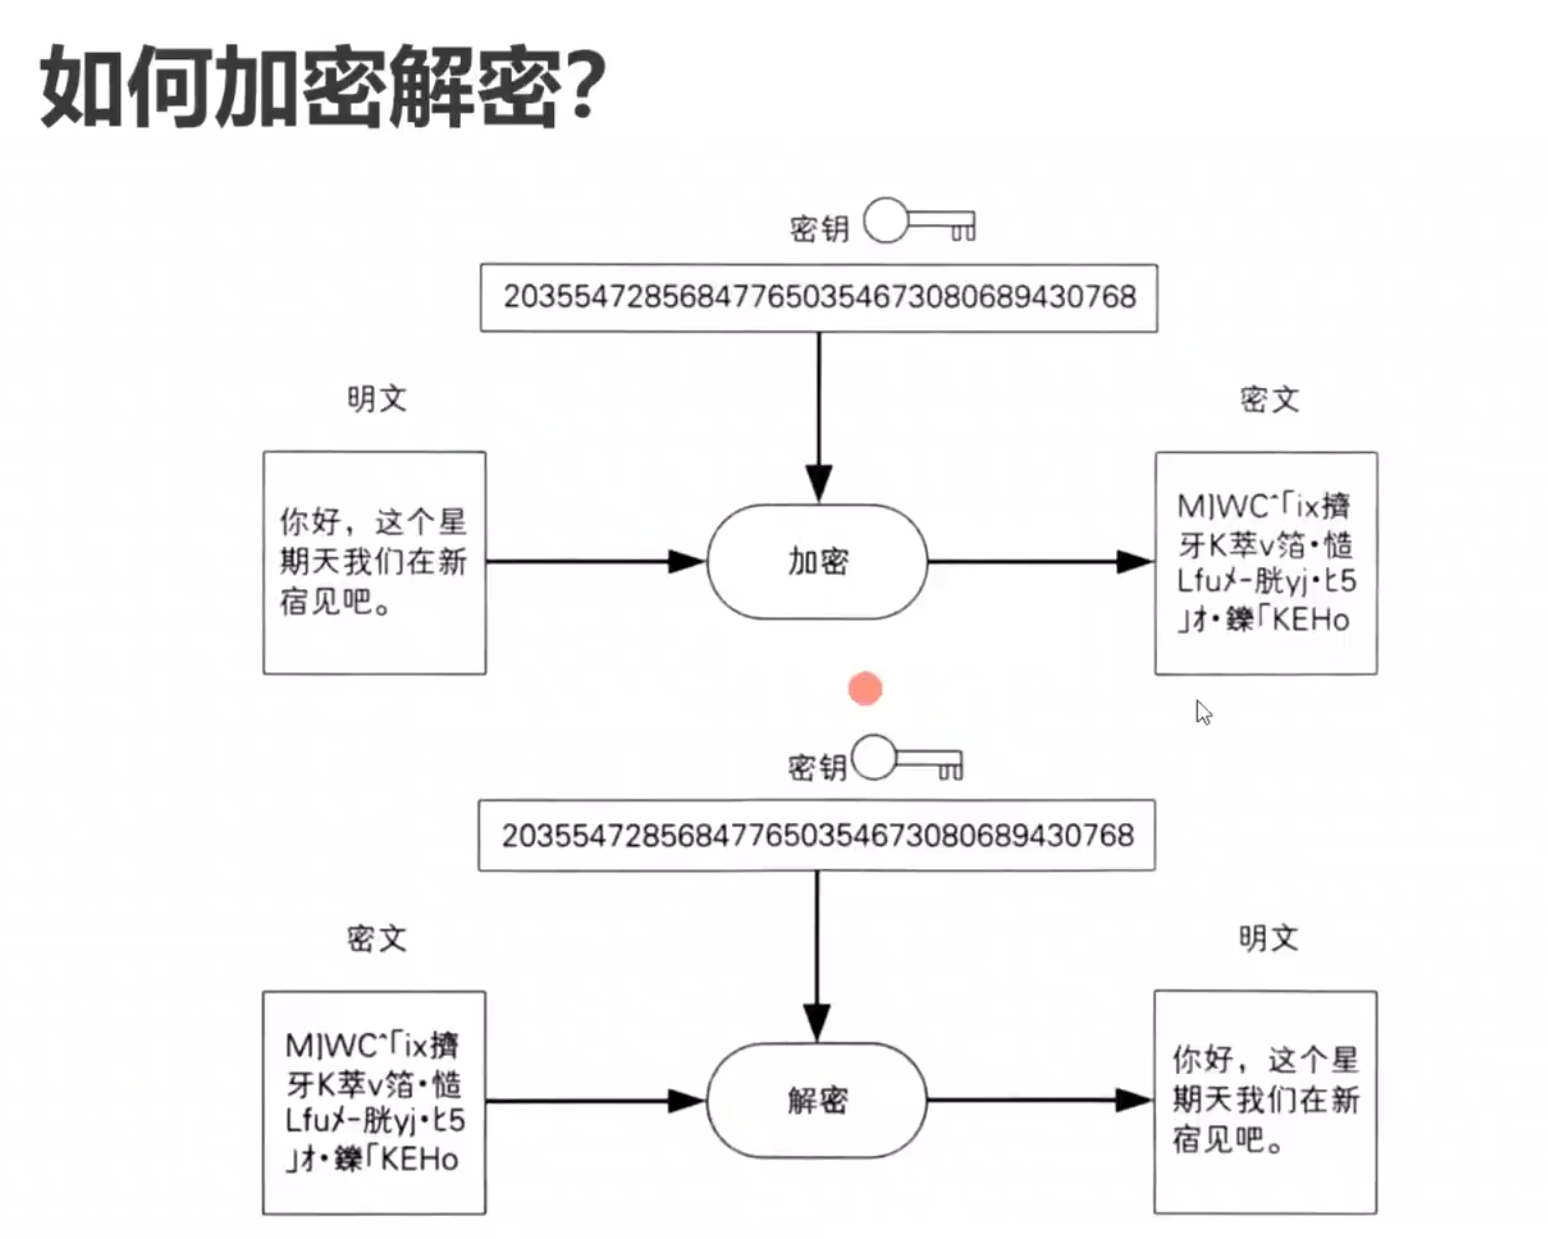 如何加密解密?
密钥
20355472856847765035467308068943​0768
明文
密文
你好，这个星
期天我们在新
宿见吧。
加密
M]WC^｢ix擠
牙K萃v箔･慥
Lfuﾒ-胱yj･ﾋ5
｣ｵ･鑠｢KEHo
密钥
203554728568477650354673080689430768
密文
明文
M]WC^｢ix擠
牙K萃v箔･慥
Lfuﾒ-胱yj･ﾋ5
｣ｵ･鑠｢KEHo
解密
你好，这个星
期天我们在新
宿见吧。